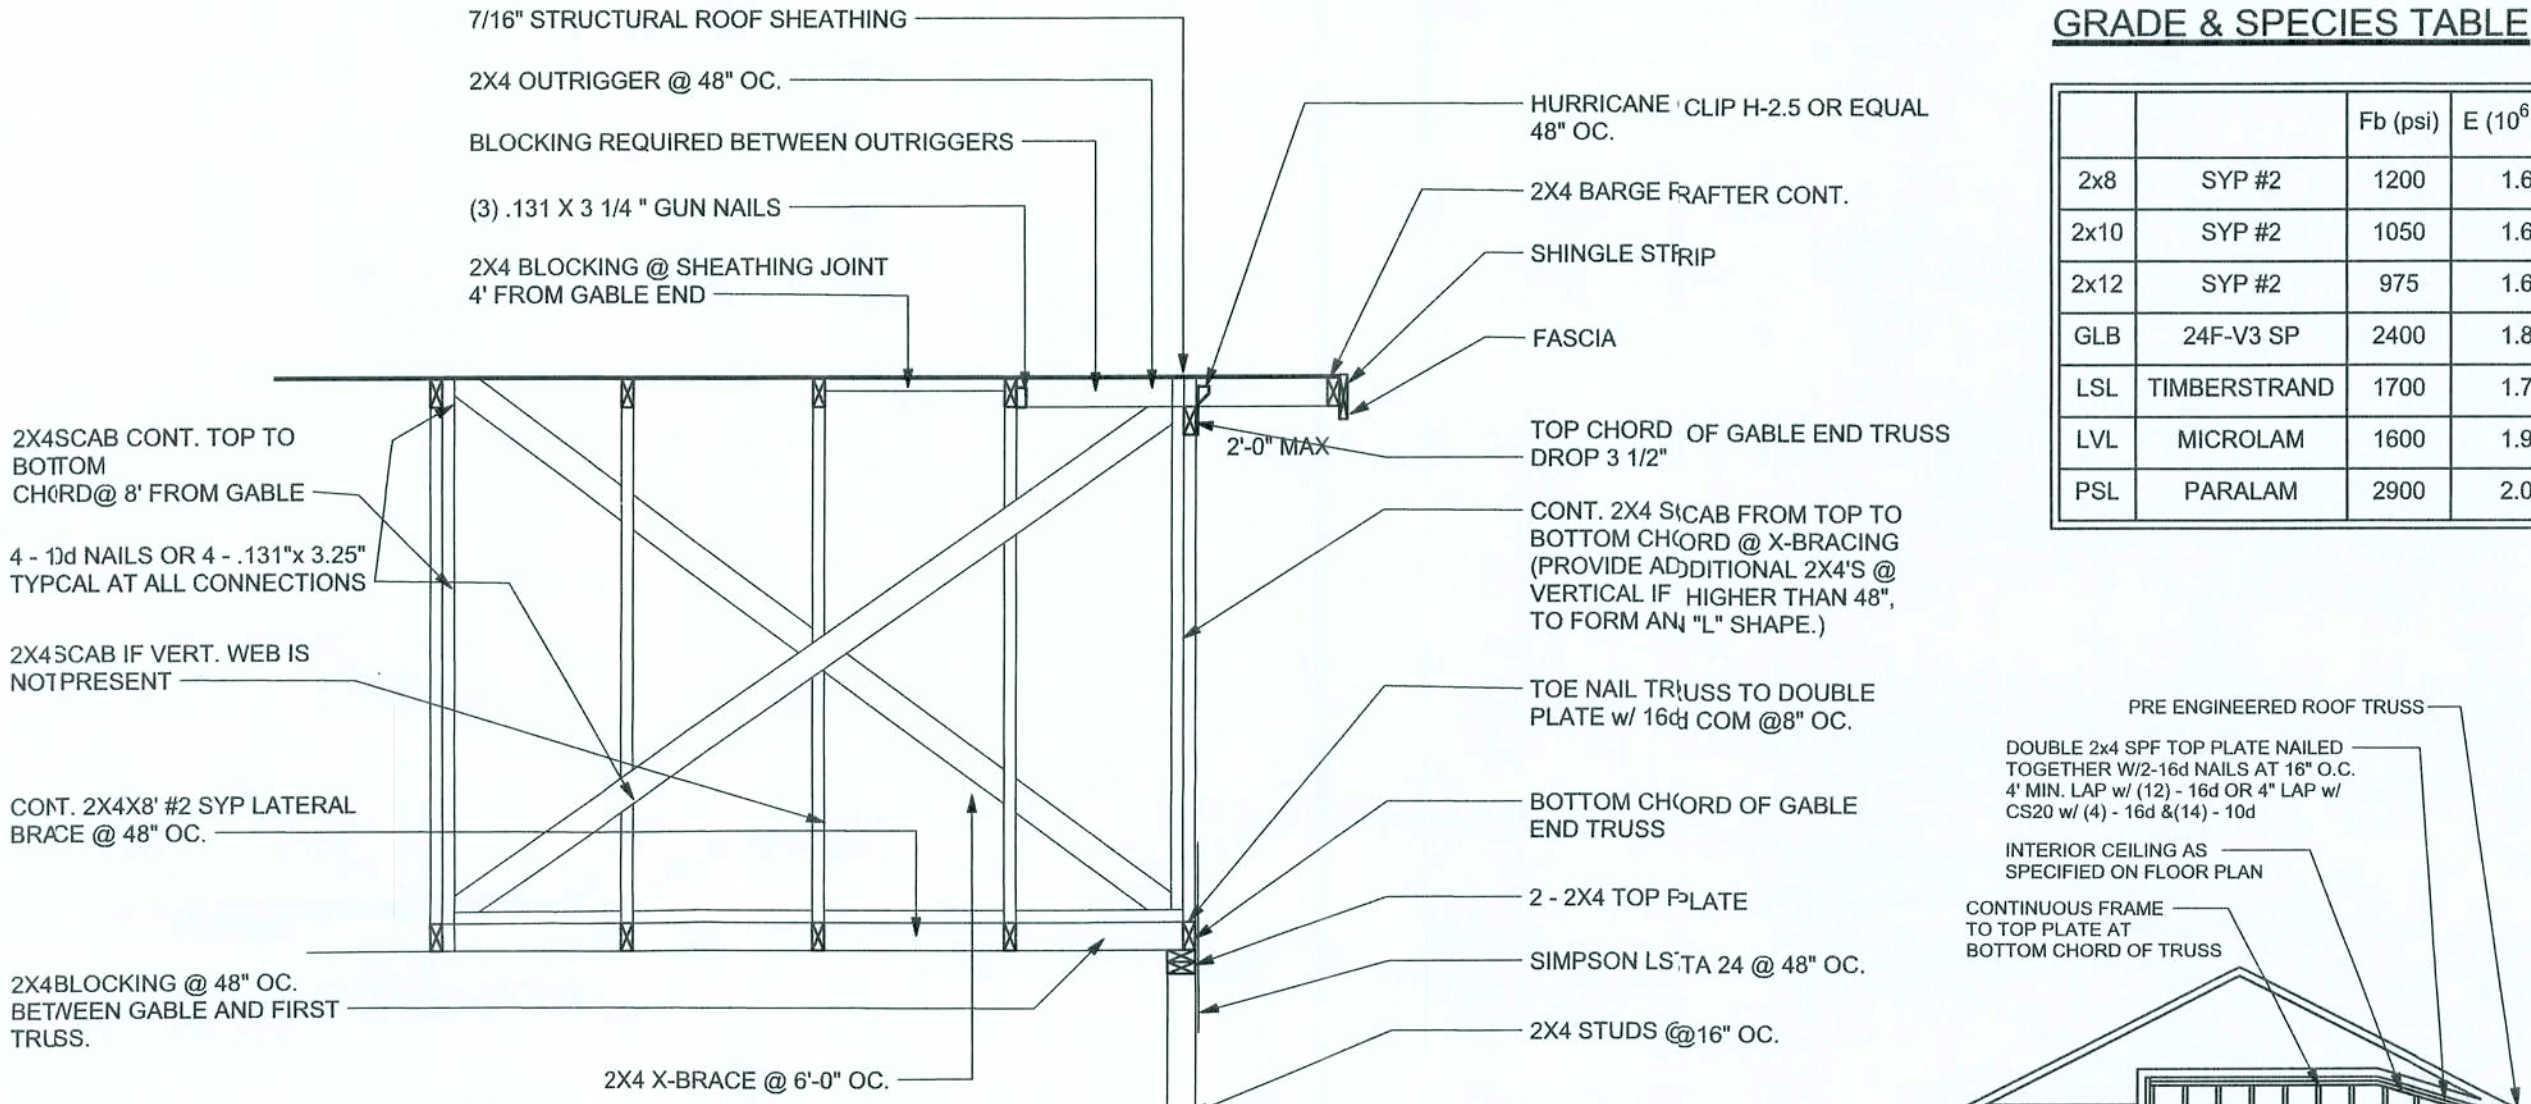 7/16" STRUCTURAL ROOF SHEATHING
2X4 OUTRIGGER @ 48" OC.
BLOCKING REQUIRED BETWEEN OUTRIGGERS
(3) .131 X 3 1/4 " GUN NAILS
2X4 BLOCKING @ SHEATHING JOINT
4' FROM GABLE END
HURRICANE CLIP H-2.5 OR EQUAL
48" OC.
2X4 BARGE RAFTER CONT.
SHINGLE STRIP
FASCIA
2'-0" MAX
TOP CHORD OF GABLE END TRUSS
DROP 3 1/2"
CONT. 2X4 SCAB FROM TOP TO
BOTTOM CHORD @ X-BRACING
(PROVIDE ADDITIONAL 2X4'S @
VERTICAL IF HIGHER THAN 48",
TO FORM AN "L" SHAPE.)
TOE NAIL TRUSS TO DOUBLE
PLATE w/ 16d COM @8" OC.
BOTTOM CHORD OF GABLE
END TRUSS
2 - 2X4 TOP PLATE
SIMPSON LSTA 24 @ 48" OC.
2X4 STUDS @16" OC.
2X4SCAB CONT. TOP TO
BOTTOM
CHORD@ 8' FROM GABLE
4 - 10d NAILS OR 4 - .131"x 3.25"
TYPCAL AT ALL CONNECTIONS
2X4SCAB IF VERT. WEB IS
NOTPRESENT
CONT. 2X4X8' #2 SYP LATERAL
BRACE @ 48" OC.
2X4BLOCKING @ 48" OC.
BETWEEN GABLE AND FIRST
TRUSS.
2X4 X-BRACE @ 6'-0" OC.
GRADE & SPECIES TABLE
Fb (psi) E (10⁶
2x8 SYP #2 1200 1.6
2x10 SYP #2 1050 1.6
2x12 SYP #2 975 1.6
GLB 24F-V3 SP 2400 1.8
LSL TIMBERSTRAND 1700 1.7
LVL MICROLAM 1600 1.9
PSL PARALAM 2900 2.0
PRE ENGINEERED ROOF TRUSS
DOUBLE 2x4 SPF TOP PLATE NAILED
TOGETHER W/2-16d NAILS AT 16" O.C.
4' MIN. LAP w/ (12) - 16d OR 4" LAP w/
CS20 w/ (4) - 16d &(14) - 10d
INTERIOR CEILING AS
SPECIFIED ON FLOOR PLAN
CONTINUOUS FRAME
TO TOP PLATE AT
BOTTOM CHORD OF TRUSS